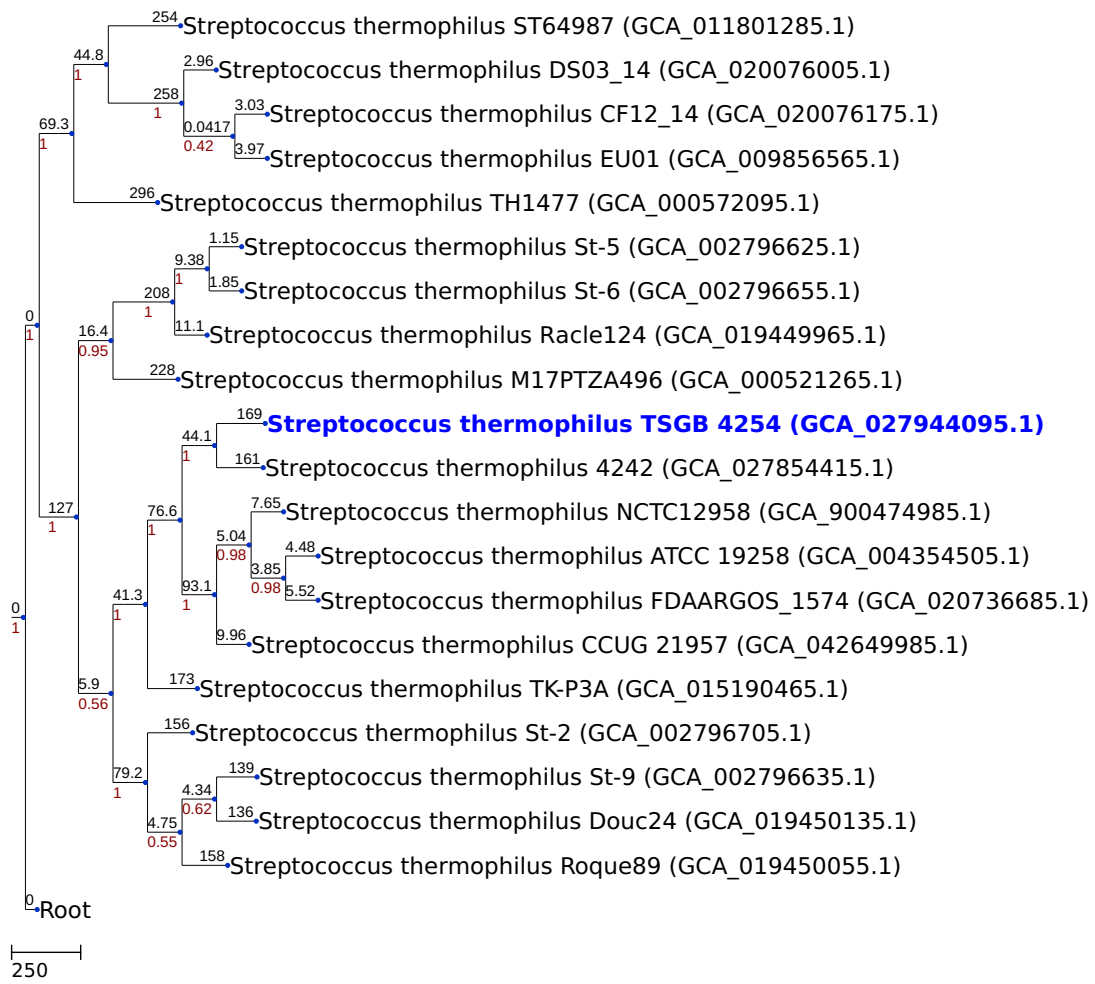 254
Streptococcus thermophilus ST64987 (GCA_011801285.1)
44.8
1
2.96
Streptococcus thermophilus DS03_14 (GCA_020076005.1)
258
1
3.03
Streptococcus thermophilus CF12_14 (GCA_020076175.1)
0.0417
0.42
3.97
Streptococcus thermophilus EU01 (GCA_009856565.1)
69.3
1
296
Streptococcus thermophilus TH1477 (GCA_000572095.1)
1.15
Streptococcus thermophilus St-5 (GCA_002796625.1)
9.38
1
1.85
Streptococcus thermophilus St-6 (GCA_002796655.1)
208
1
11.1
Streptococcus thermophilus Racle124 (GCA_019449965.1)
0
1
16.4
0.95
228
Streptococcus thermophilus M17PTZA496 (GCA_000521265.1)
169
Streptococcus thermophilus TSGB 4254 (GCA_027944095.1)
44.1
1
161
Streptococcus thermophilus 4242 (GCA_027854415.1)
127
1
76.6
1
7.65
Streptococcus thermophilus NCTC12958 (GCA_900474985.1)
5.04
0.98
4.48
Streptococcus thermophilus ATCC 19258 (GCA_004354505.1)
3.85
0.98
5.52
Streptococcus thermophilus FDAARGOS_1574 (GCA_020736685.1)
93.1
1
41.3
1
9.96
Streptococcus thermophilus CCUG 21957 (GCA_042649985.1)
0
1
5.9
0.56
173
Streptococcus thermophilus TK-P3A (GCA_015190465.1)
156
Streptococcus thermophilus St-2 (GCA_002796705.1)
79.2
1
139
Streptococcus thermophilus St-9 (GCA_002796635.1)
4.34
0.62
136
Streptococcus thermophilus Douc24 (GCA_019450135.1)
4.75
0.55
158
Streptococcus thermophilus Roque89 (GCA_019450055.1)
0
Root
250